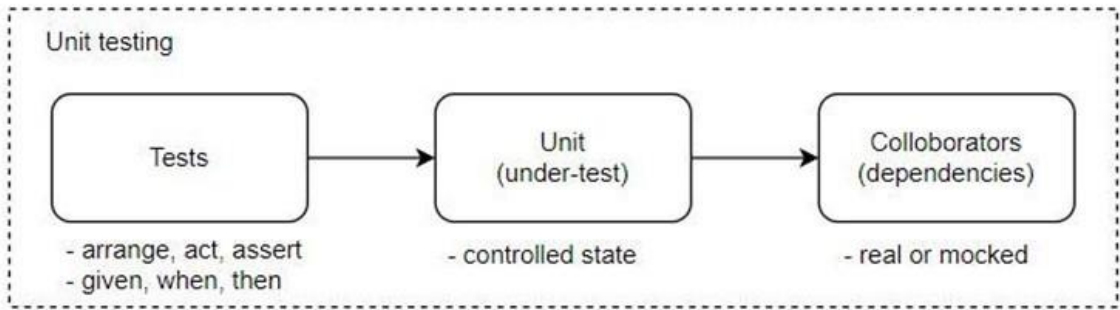 Unit testing
Tests
Unit
(under-test)
Colloborators
(dependencies)
- arrange, act, assert
- given, when, then
- controlled state
- real or mocked